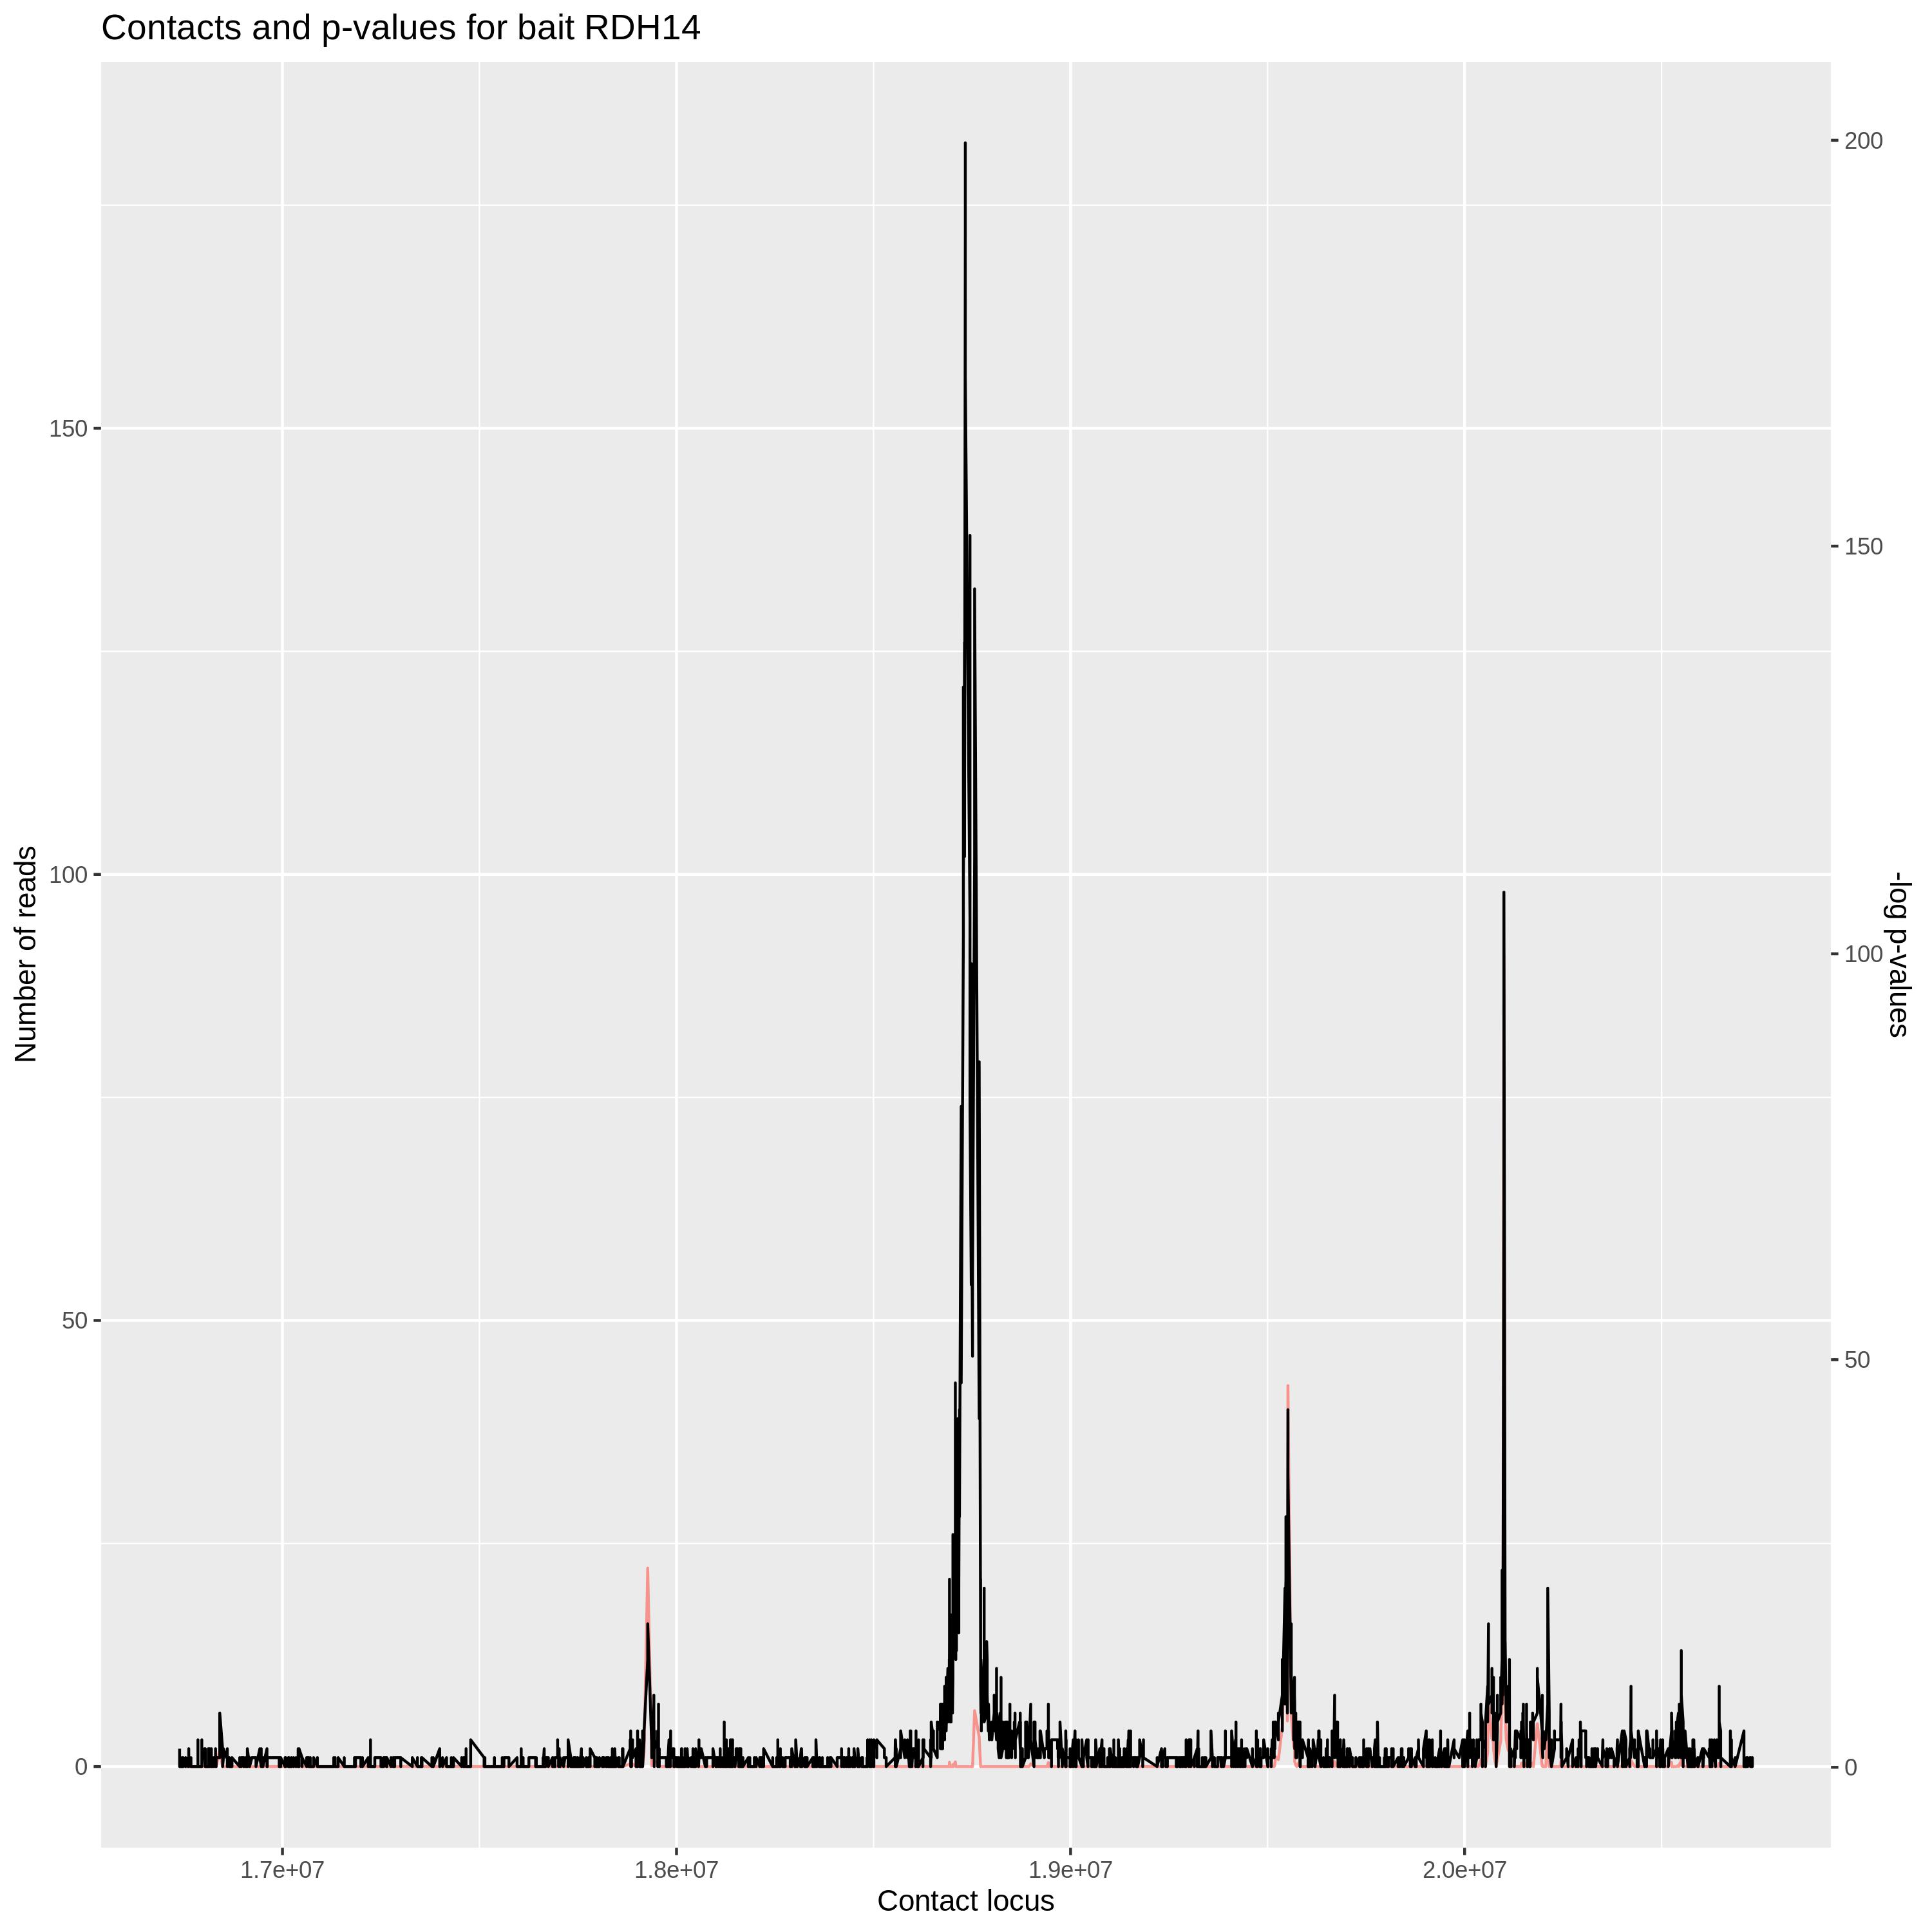 Contacts and p-values for bait RDH14
Number of reads
150
100
50
0
200
150
100
50
0
-log p-values
1.7e+07
1.8e+07
1.9e+07
2.0e+07
Contact locus